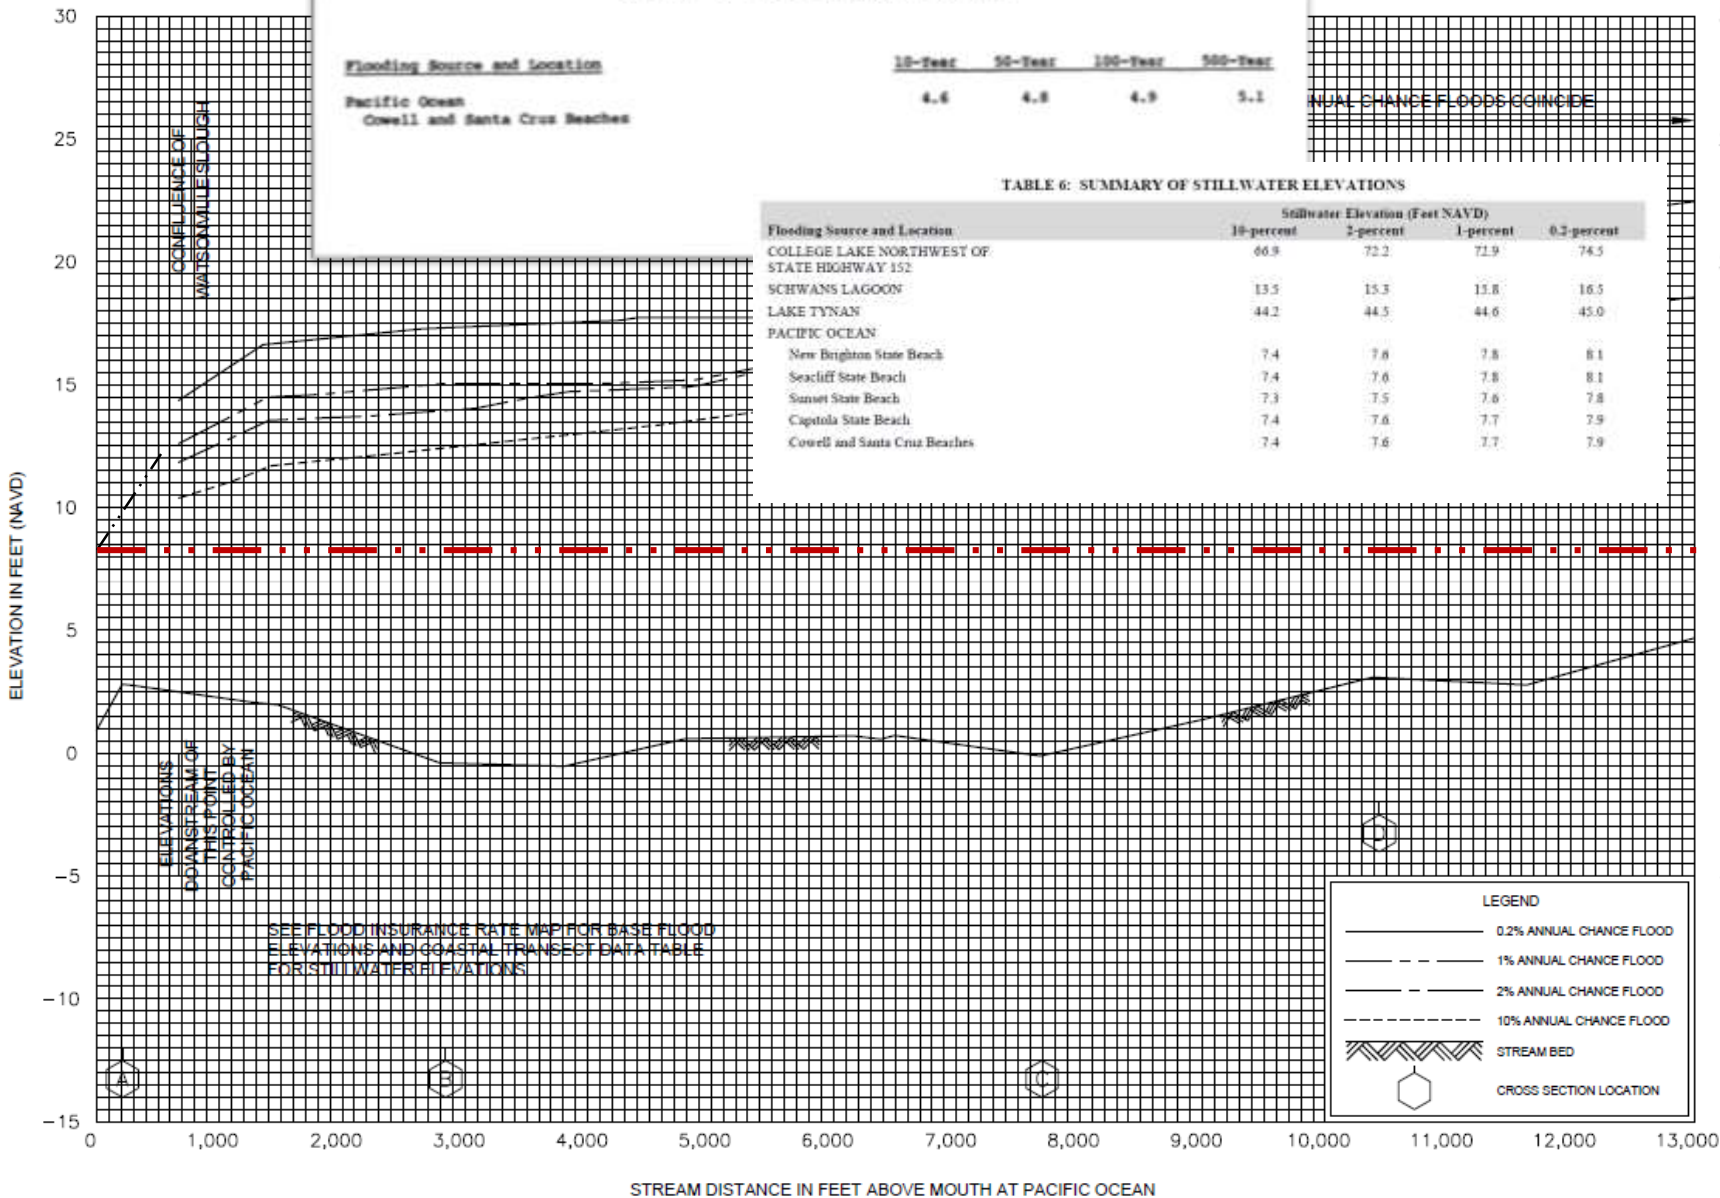 30
25
20
15
10
5
0
−5
−10
−15
ELEVATION IN FEET (NAVD)
CONFLUENCE OF
WATSONVILLE SLOUGH
Flooding Source and Location 10-Year 50-Year 100-Year 500-Year
Pacific Ocean 4.6 4.8 4.9 5.1
Cowell and Santa Cruz Beaches
NUAL CHANGE FLOODS COINCIDE
TABLE 6: SUMMARY OF STILLWATER ELEVATIONS
Stillwater Elevation (Feet NAVD)
Flooding Source and Location 10-percent 2-percent 1-percent 0.2-percent
COLLEGE LAKE NORTHWEST OF 66.9 72.2 72.9 74.5
STATE HIGHWAY 152
SCHWANS LAGOON 13.5 15.3 15.8 16.5
LAKE TYNAN 44.2 44.5 44.6 45.0
PACIFIC OCEAN
New Brighton State Beach 7.4 7.6 7.8 8.1
Seacliff State Beach 7.4 7.6 7.8 8.1
Sunset State Beach 7.3 7.5 7.6 7.8
Capitola State Beach 7.4 7.6 7.7 7.9
Cowell and Santa Cruz Beaches 7.4 7.6 7.7 7.9
ELEVATIONS
DOWNSTREAM OF
THIS POINT
CONTROLLED BY
PACIFIC OCEAN
SEE FLOOD INSURANCE RATE MAP FOR BASE FLOOD
ELEVATIONS AND COASTAL TRANSECT DATA TABLE
FOR STILLWATER ELEVATIONS
A
B
C
D
LEGEND
0.2% ANNUAL CHANCE FLOOD
1% ANNUAL CHANCE FLOOD
2% ANNUAL CHANCE FLOOD
10% ANNUAL CHANCE FLOOD
STREAM BED
CROSS SECTION LOCATION
0 1,000 2,000 3,000 4,000 5,000 6,000 7,000 8,000 9,000 10,000 11,000 12,000 13,000
STREAM DISTANCE IN FEET ABOVE MOUTH AT PACIFIC OCEAN